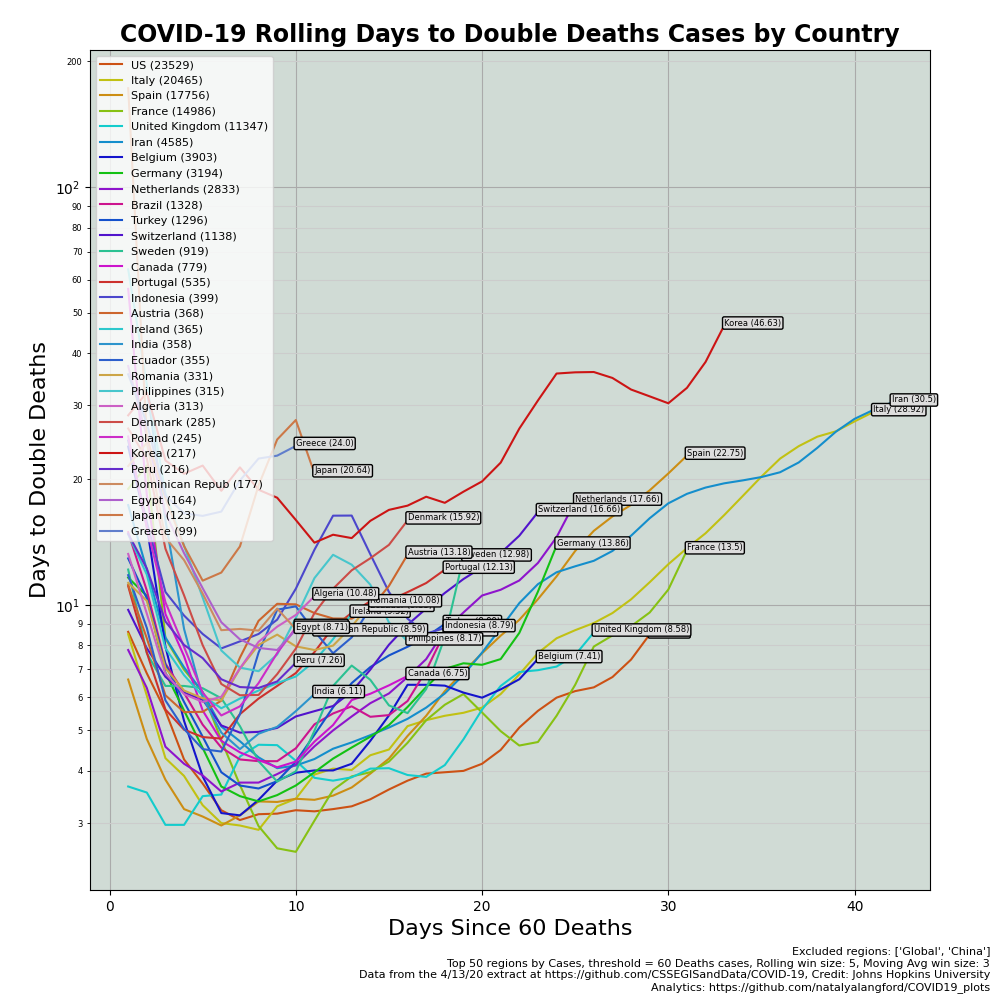 COVID-19 Rolling Days to Double Deaths Cases by Country
Days to Double Deaths
200
10²
90
80
70
60
50
40
30
20
10¹
9
8
7
6
5
4
3
US (23529)
Italy (20465)
Spain (17756)
France (14986)
United Kingdom (11347)
Iran (4585)
Belgium (3903)
Germany (3194)
Netherlands (2833)
Brazil (1328)
Turkey (1296)
Switzerland (1138)
Sweden (919)
Canada (779)
Portugal (535)
Indonesia (399)
Austria (368)
Ireland (365)
India (358)
Ecuador (355)
Romania (331)
Philippines (315)
Algeria (313)
Denmark (285)
Poland (245)
Korea (217)
Peru (216)
Dominican Repub (177)
Egypt (164)
Japan (123)
Greece (99)
Korea (46.63)
Iran (30.5)
Italy (28.92)
Greece (24.0)
Spain (22.75)
Japan (20.64)
Netherlands (17.66)
Switzerland (16.66)
Denmark (15.92)
Germany (13.86)
France (13.5)
Austria (13.18)
eden (12.98)
Portugal (12.13)
Algeria (10.48)
omania (10.08)
Egypt (8.71)
an Republic (8.59)
Indonesia (8.79)
United Kingdom (8.58)
Philippines (8.17)
Belgium (7.41)
Peru (7.26)
Canada (6.75)
India (6.11)
0
10
20
30
40
Days Since 60 Deaths
Excluded regions: ['Global', 'China']
Top 50 regions by Cases, threshold = 60 Deaths cases, Rolling win size: 5, Moving Avg win size: 3
Data from the 4/13/20 extract at https://github.com/CSSEGISandData/COVID-19, Credit: Johns Hopkins University
Analytics: https://github.com/natalyalangford/COVID19_plots